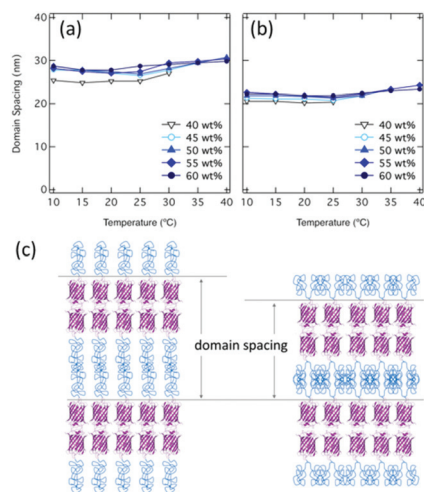 (a)
(b)
Domain Spacing (nm)
40
30
20
10
0
40 wt%
45 wt%
50 wt%
55 wt%
60 wt%
40 wt%
45 wt%
50 wt%
55 wt%
60 wt%
10 15 20 25 30 35 40
10 15 20 25 30 35 40
Temperature (ºC)
Temperature (ºC)
(c)
domain spacing